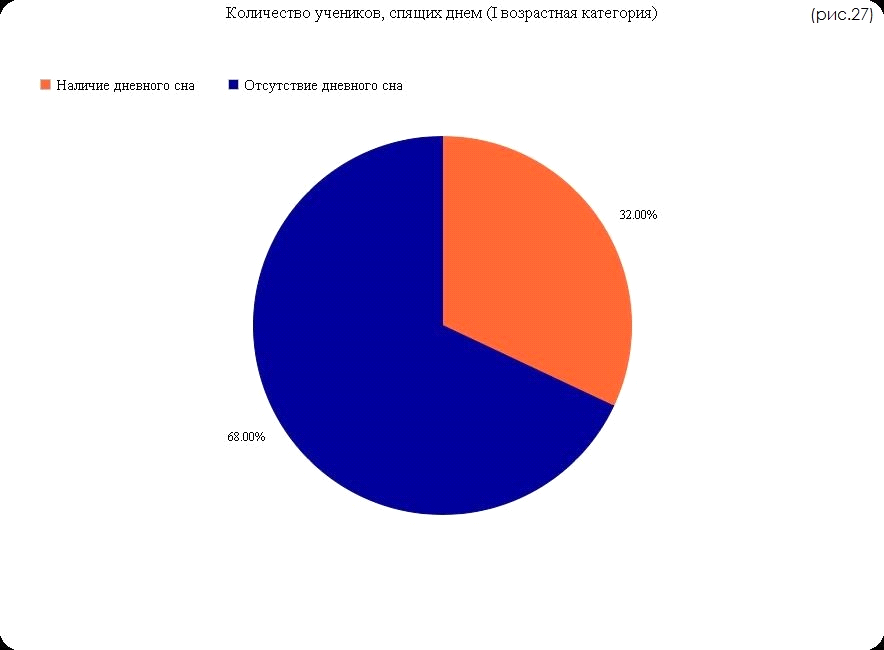 Количество учеников, спящих днем (I возрастная категория)
(рис.27)
Наличие дневного сна
Отсутствие дневного сна
32.00%
68.00%